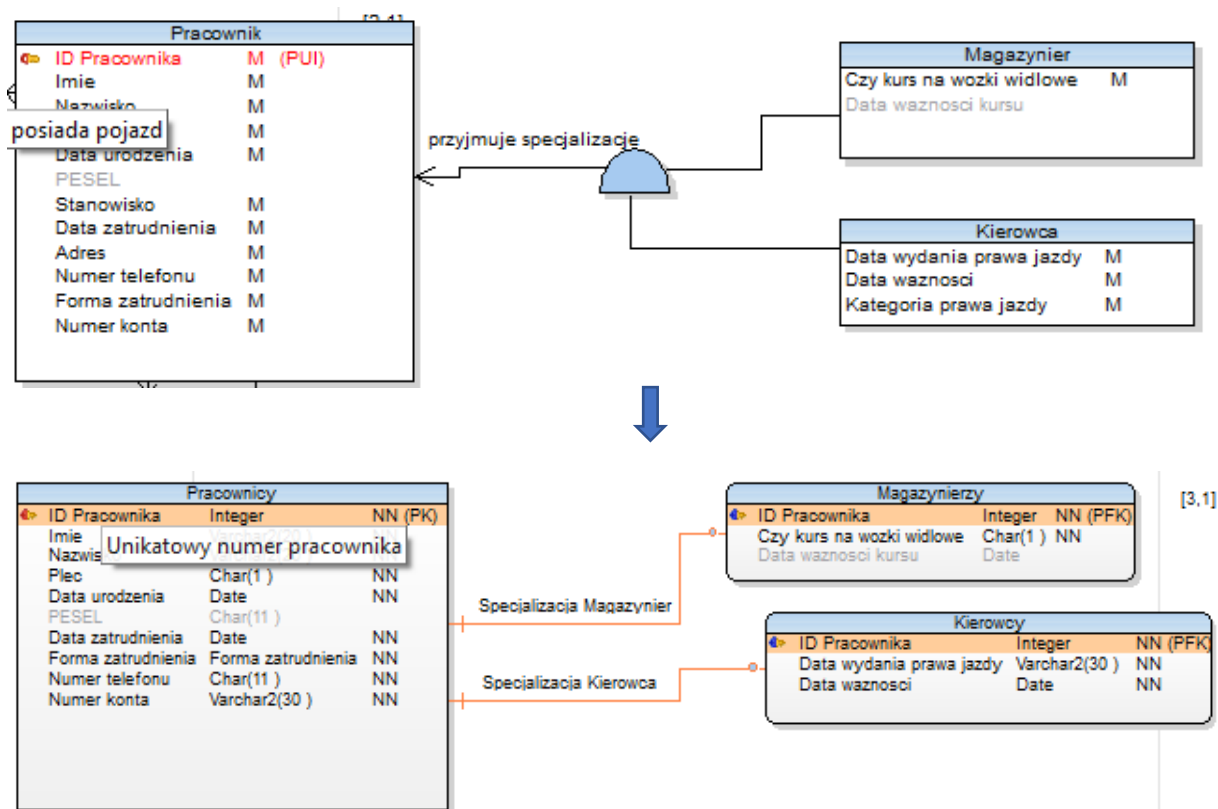 Pracownik
ID Pracownika M (PUI)
Imie M
Nazwisko
posiada pojazd M
Data urodzenia M
PESEL
Stanowisko M
Data zatrudnienia M
Adres M
Numer telefonu M
Forma zatrudnienia M
Numer konta M
przyjmuje specjalizację
Magazynier
Czy kurs na wozki widlowe M
Data waznosci kursu
Kierowca
Data wydania prawa jazdy M
Data waznosci M
Kategoria prawa jazdy M
Pracownicy
ID Pracownika Integer NN (PK)
Imie
Unikatowy numer pracownika
Plec Char(1 ) NN
Data urodzenia Date NN
PESEL Char(11 )
Data zatrudnienia Date NN
Forma zatrudnienia Forma zatrudnienia NN
Numer telefonu Char(11 ) NN
Numer konta Varchar2(30 ) NN
Specjalizacja Magazynier
Specjalizacja Kierowca
Magazynierzy
ID Pracownika Integer NN (PFK)
Czy kurs na wozki widlowe Char(1 ) NN
Data waznosci kursu Date
[3,1]
Kierowcy
ID Pracownika Integer NN (PFK)
Data wydania prawa jazdy Varchar2(30 ) NN
Data waznosci Date NN